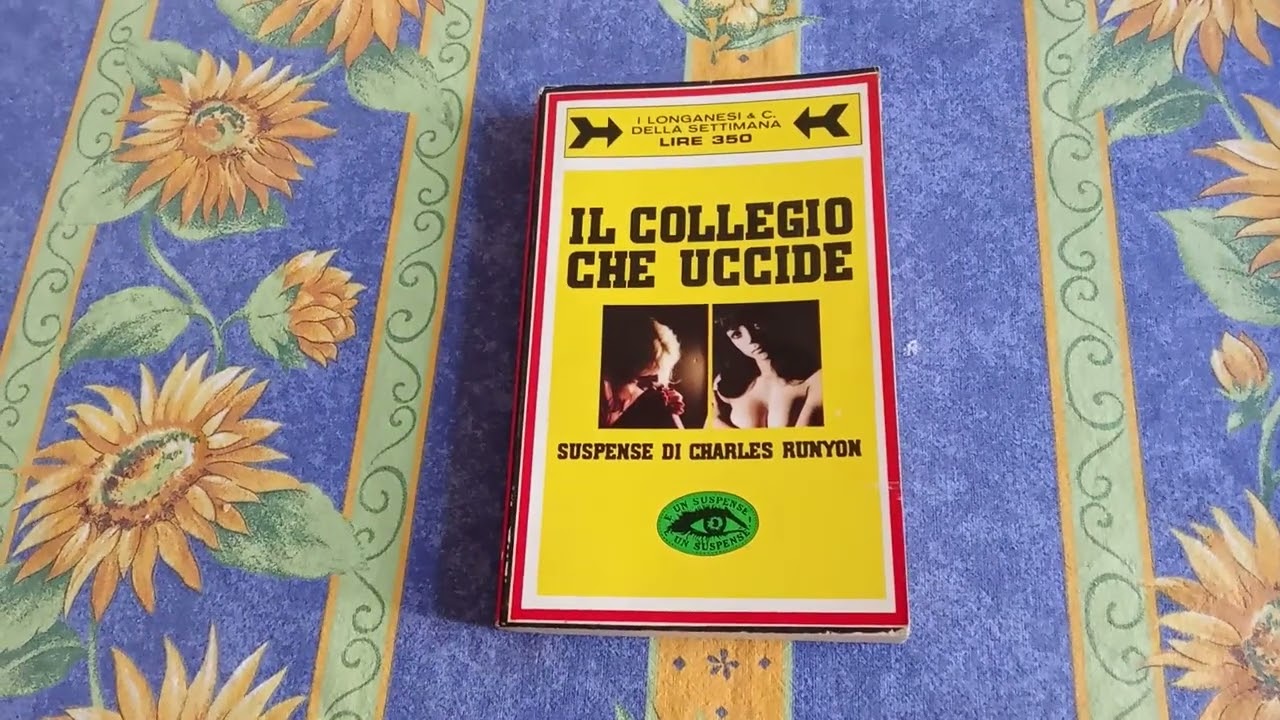 I LONGANESI & C.
DELLA SETTIMANA
LIRE 350
IL COLLEGIO
CHE UCCIDE
SUSPENSE DI CHARLES RUNYON
È UN SUSPENSE!
È UN SUSPENSE!